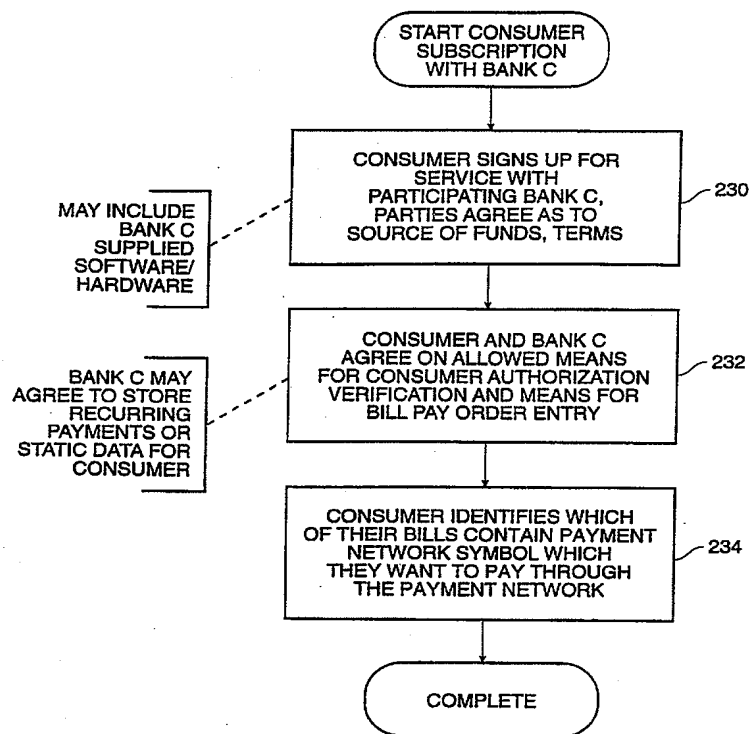 START CONSUMER
SUBSCRIPTION
WITH BANK C
CONSUMER SIGNS UP FOR
SERVICE WITH
PARTICIPATING BANK C,
PARTIES AGREE AS TO
SOURCE OF FUNDS, TERMS
230
MAY INCLUDE
BANK C
SUPPLIED
SOFTWARE/
HARDWARE
CONSUMER AND BANK C
AGREE ON ALLOWED MEANS
FOR CONSUMER AUTHORIZATION
VERIFICATION AND MEANS FOR
BILL PAY ORDER ENTRY
232
BANK C MAY
AGREE TO STORE
RECURRING
PAYMENTS OR
STATIC DATA FOR
CONSUMER
CONSUMER IDENTIFIES WHICH
OF THEIR BILLS CONTAIN PAYMENT
NETWORK SYMBOL WHICH
THEY WANT TO PAY THROUGH
THE PAYMENT NETWORK
234
COMPLETE